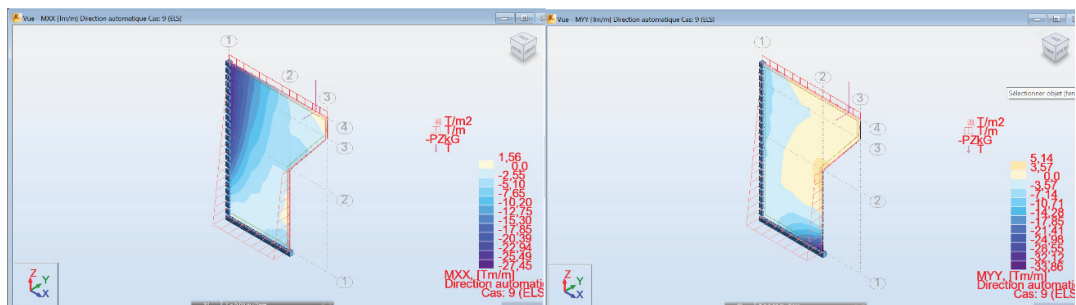 Vue - MXX [Tm/m] Direction automatique Cas: 9 (ELS)
1
2
3
4
3
2
1
T/m2
T/m
-PZkG
T
1,56
0,0
-2,55
-5,10
-7,65
-10,20
-12,75
-15,30
-17,85
-20,39
-22,94
-25,49
-27,45
MXX, [Tm/m]
Direction automatiq
Cas: 9 (ELS
Z
Y
X
Vue - MYY [Tm/m] Direction automatique Cas: 9 (ELS)
Sélectionner objet (fen
1
2
3
4
3
2
1
T/m2
T/m
-PZkG
T
5,14
3,57
0,0
-3,57
-7,14
-10,71
-14,28
-17,85
-21,41
-24,98
-28,55
-32,12
-33,86
MYY, [Tm/m]
Direction automatic
Cas: 9 (ELS
Z
Y
X